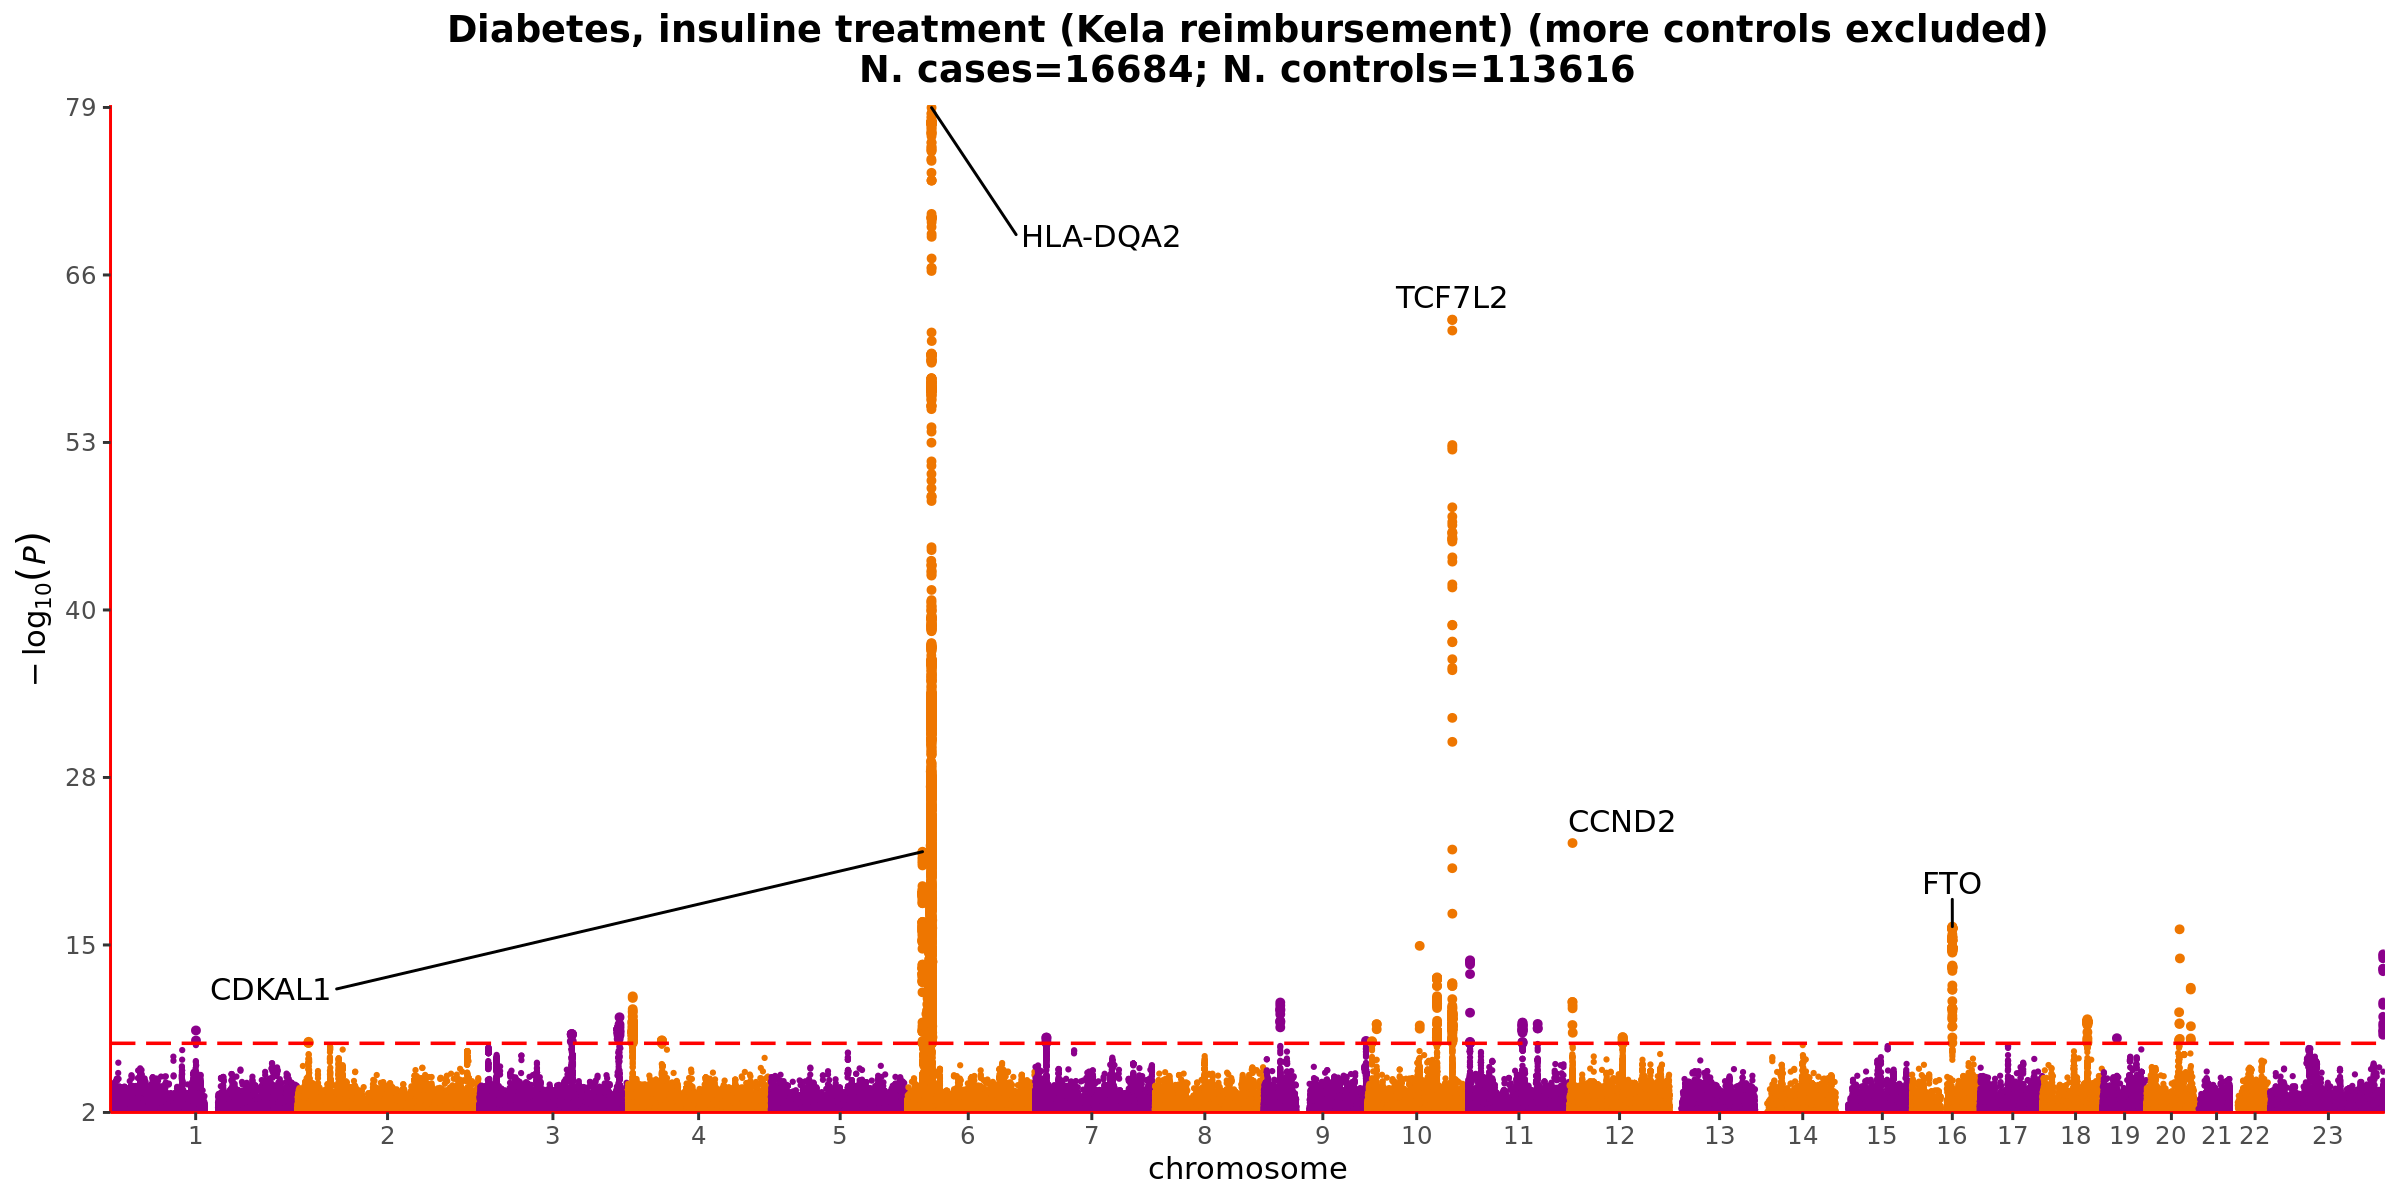 Diabetes, insuline treatment (Kela reimbursement) (more controls excluded)
N. cases=16684; N. controls=113616
79
66
53
40
28
15
2
− log10(P)
HLA-DQA2
TCF7L2
CCND2
FTO
CDKAL1
1 2 3 4 5 6 7 8 9 10 11 12 13 14 15 16 17 18 19 20 21 22 23
chromosome